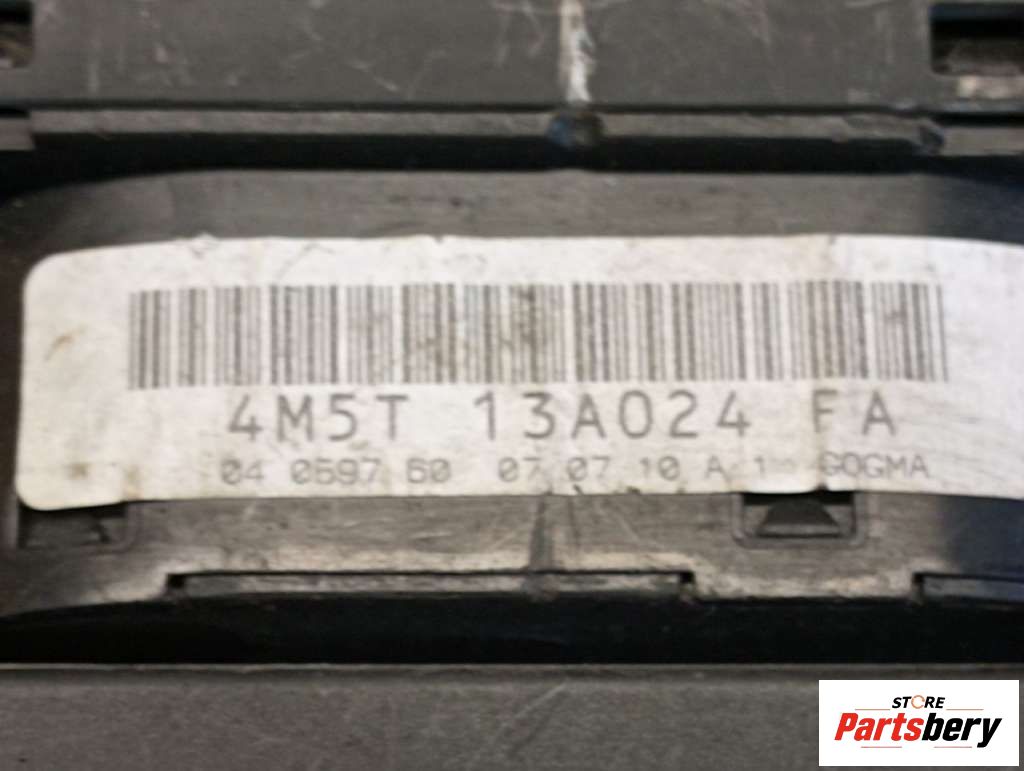 4M5T 13A024 FA
04 0597 60 07 07 10 A 1 GOGMA
STORE
Partsbery